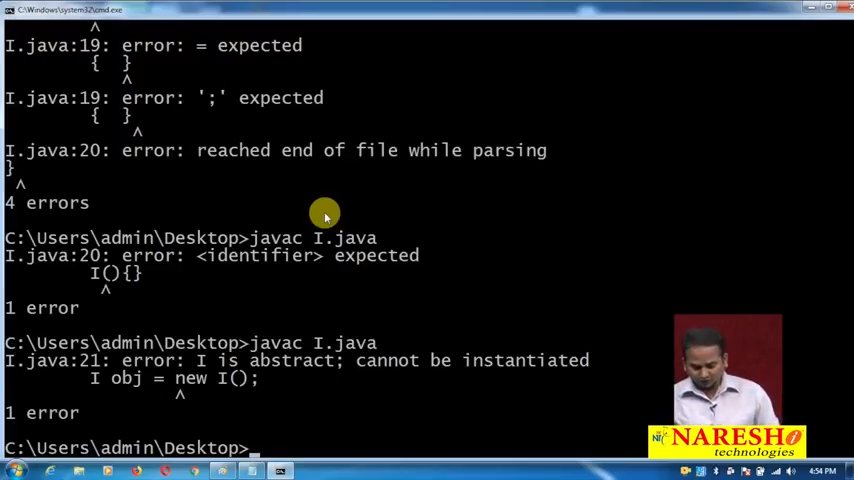 C:\Windows\system32\cmd.exe
^
I.java:19: error: = expected
{ }
^
I.java:19: error: ';' expected
{ }
^
I.java:20: error: reached end of file while parsing
}
^
4 errors
C:\Users\admin\Desktop>javac I.java
I.java:20: error: <identifier> expected
I(){}
^
1 error
C:\Users\admin\Desktop>javac I.java
I.java:21: error: I is abstract; cannot be instantiated
I obj = new I();
^
1 error
C:\Users\admin\Desktop>_
NT NARESH i
technologies
4:54 PM